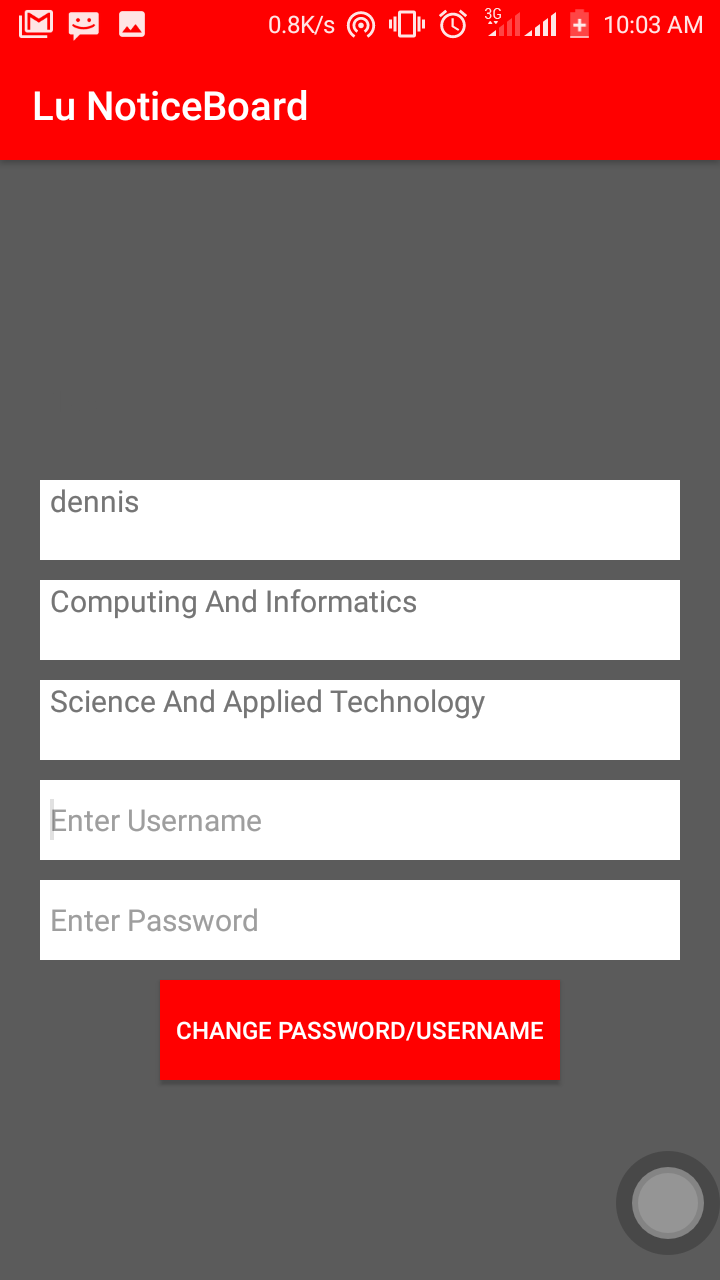 0.8K/s 3G 10:03 AM
Lu NoticeBoard
dennis
Computing And Informatics
Science And Applied Technology
Enter Username
Enter Password
CHANGE PASSWORD/USERNAME